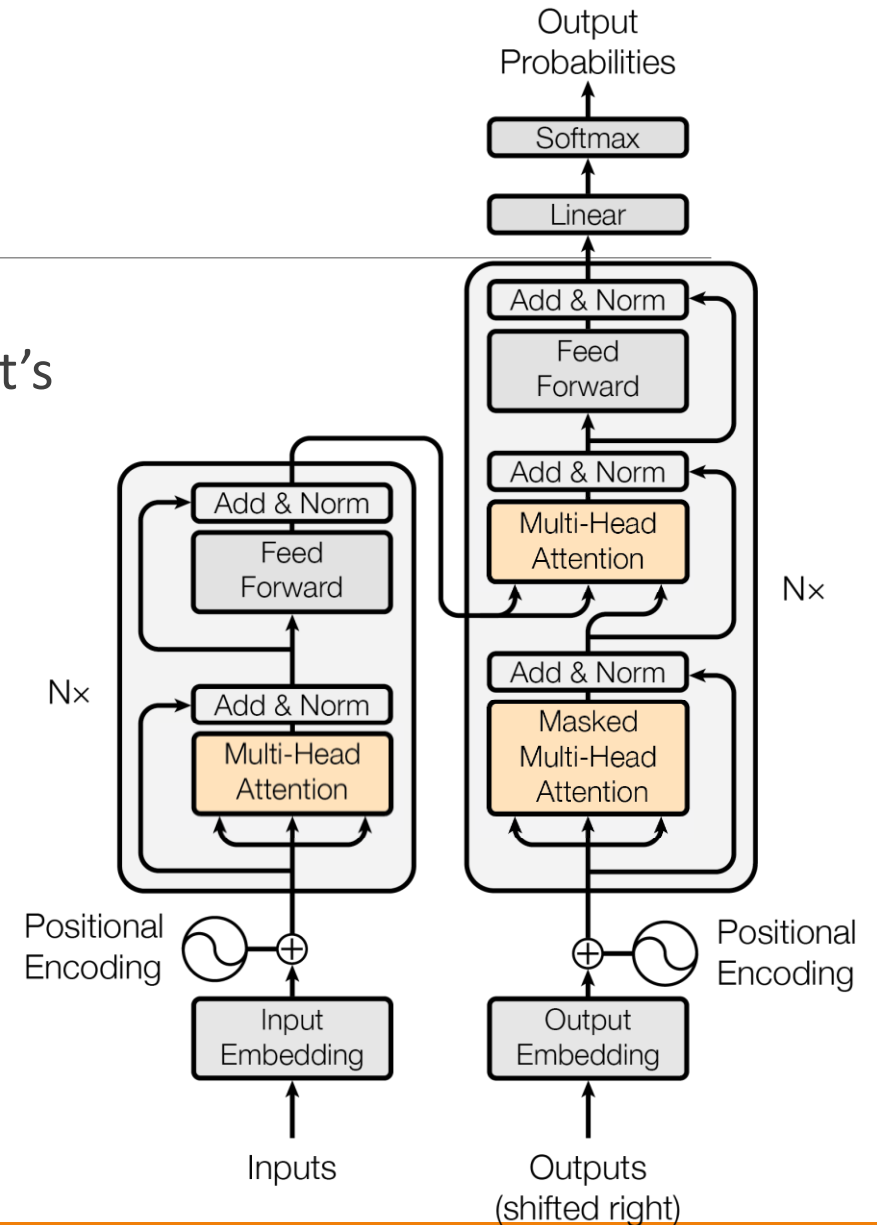 Output
Probabilities
Softmax
Linear
Add & Norm
Feed
Forward
Add & Norm
Multi-Head
Attention
Add & Norm
Masked
Multi-Head
Attention
N×
Positional
Encoding
Output
Embedding
Outputs
(shifted right)
t's
Add & Norm
Feed
Forward
Add & Norm
Multi-Head
Attention
N×
Positional
Encoding
Input
Embedding
Inputs